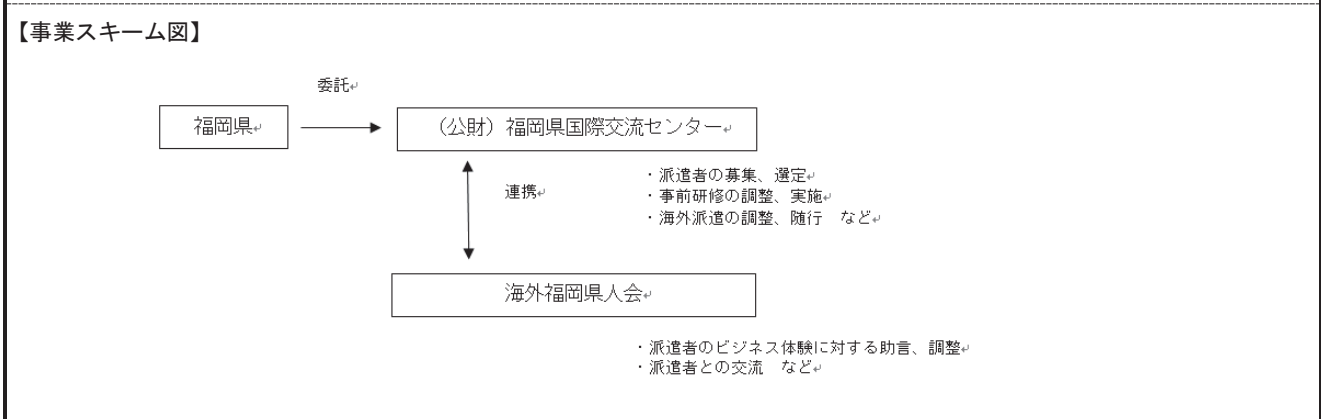 【事業スキーム図】
委託
福岡県
（公財）福岡県国際交流センター
連携
・派遣者の募集、選定
・事前研修の調整、実施
・海外派遣の調整、随行　など
海外福岡県人会
・派遣者のビジネス体験に対する助言、調整
・派遣者との交流　など